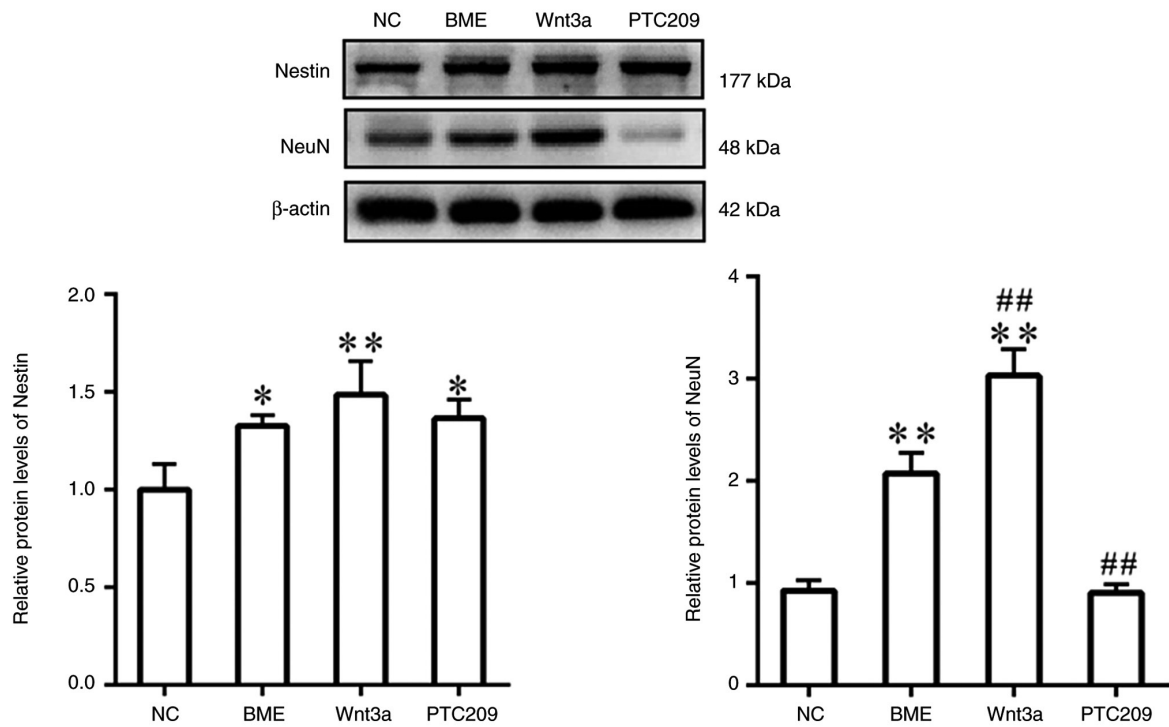 NC BME Wnt3a PTC209
Nestin 177 kDa
NeuN 48 kDa
β-actin 42 kDa
Relative protein levels of Nestin
2.0
1.5
1.0
0.5
0.0
**
*
*
NC BME Wnt3a PTC209
Relative protein levels of NeuN
4
3
2
1
0
##
**
**
##
NC BME Wnt3a PTC209